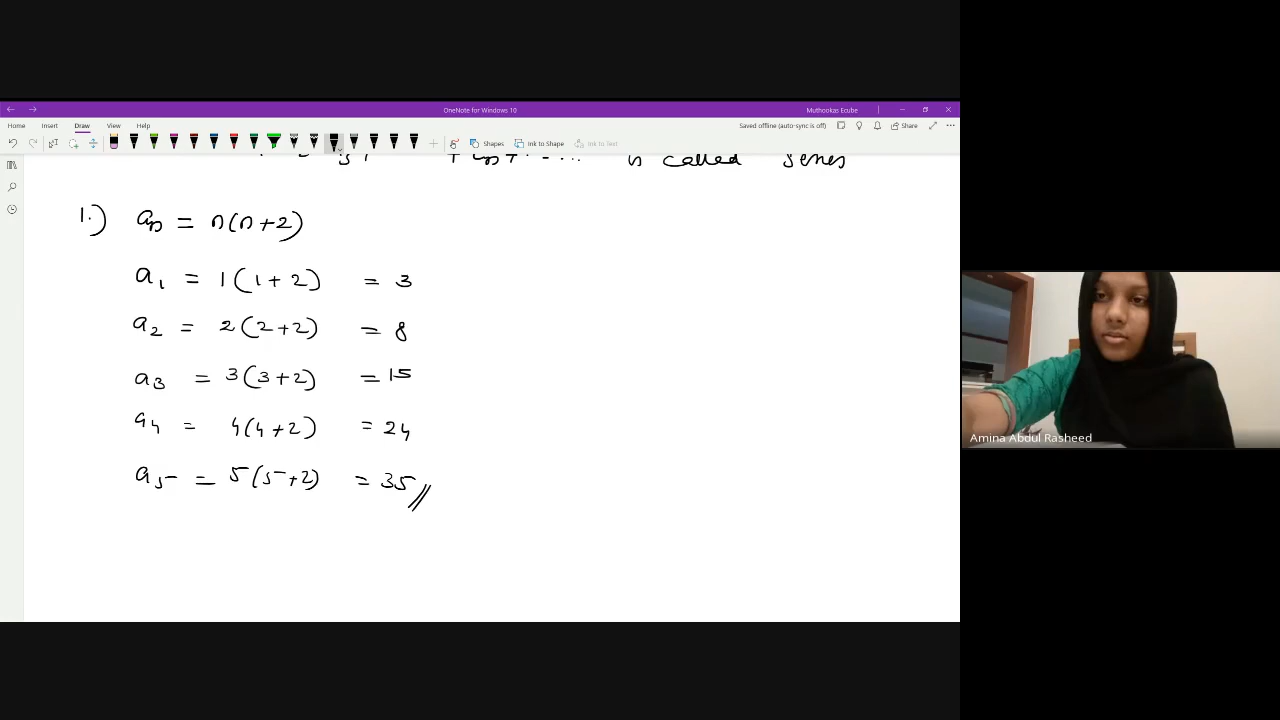 OneNote for Windows 10
Muthookas Ecube
Home Insert Draw View Help
Saved offline (auto-sync is off) Share
Shapes Ink to Shape Ink to Text
is called series
1.) an = n(n+2)
a1 = 1(1+2) = 3
a2 = 2(2+2) = 8
a3 = 3(3+2) = 15
a4 = 4(4+2) = 24
a5 = 5(5+2) = 35//
Amina Abdul Rasheed